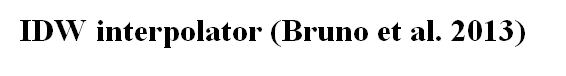 IDW interpolator (Bruno et al. 2013)